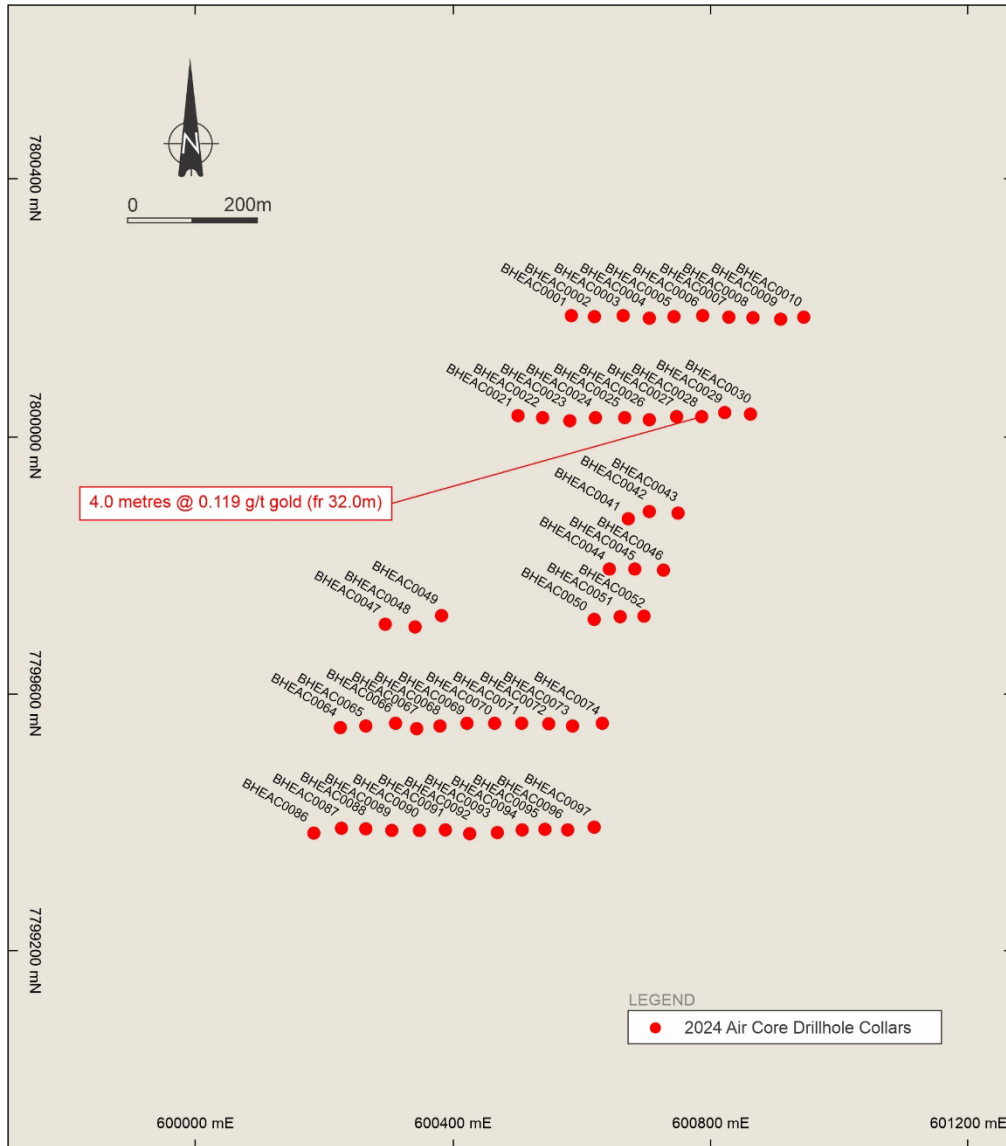 N
0 200m
7800400 mN
BHEAC0001
BHEAC0002
BHEAC0003
BHEAC0004
BHEAC0005
BHEAC0006
BHEAC0007
BHEAC0008
BHEAC0009
BHEAC0010
BHEAC0021
BHEAC0022
BHEAC0023
BHEAC0024
BHEAC0025
BHEAC0026
BHEAC0027
BHEAC0028
BHEAC0029
BHEAC0030
7800000 mN
4.0 metres @ 0.119 g/t gold (fr 32.0m)
BHEAC0041
BHEAC0042
BHEAC0043
BHEAC0044
BHEAC0045
BHEAC0046
BHEAC0047
BHEAC0048
BHEAC0049
BHEAC0050
BHEAC0051
BHEAC0052
7799600 mN
BHEAC0064
BHEAC0065
BHEAC0066
BHEAC0067
BHEAC0068
BHEAC0069
BHEAC0070
BHEAC0071
BHEAC0072
BHEAC0073
BHEAC0074
BHEAC0086
BHEAC0087
BHEAC0088
BHEAC0089
BHEAC0090
BHEAC0091
BHEAC0092
BHEAC0093
BHEAC0094
BHEAC0095
BHEAC0096
BHEAC0097
7799200 mN
LEGEND
2024 Air Core Drillhole Collars
600000 mE
600400 mE
600800 mE
601200 mE